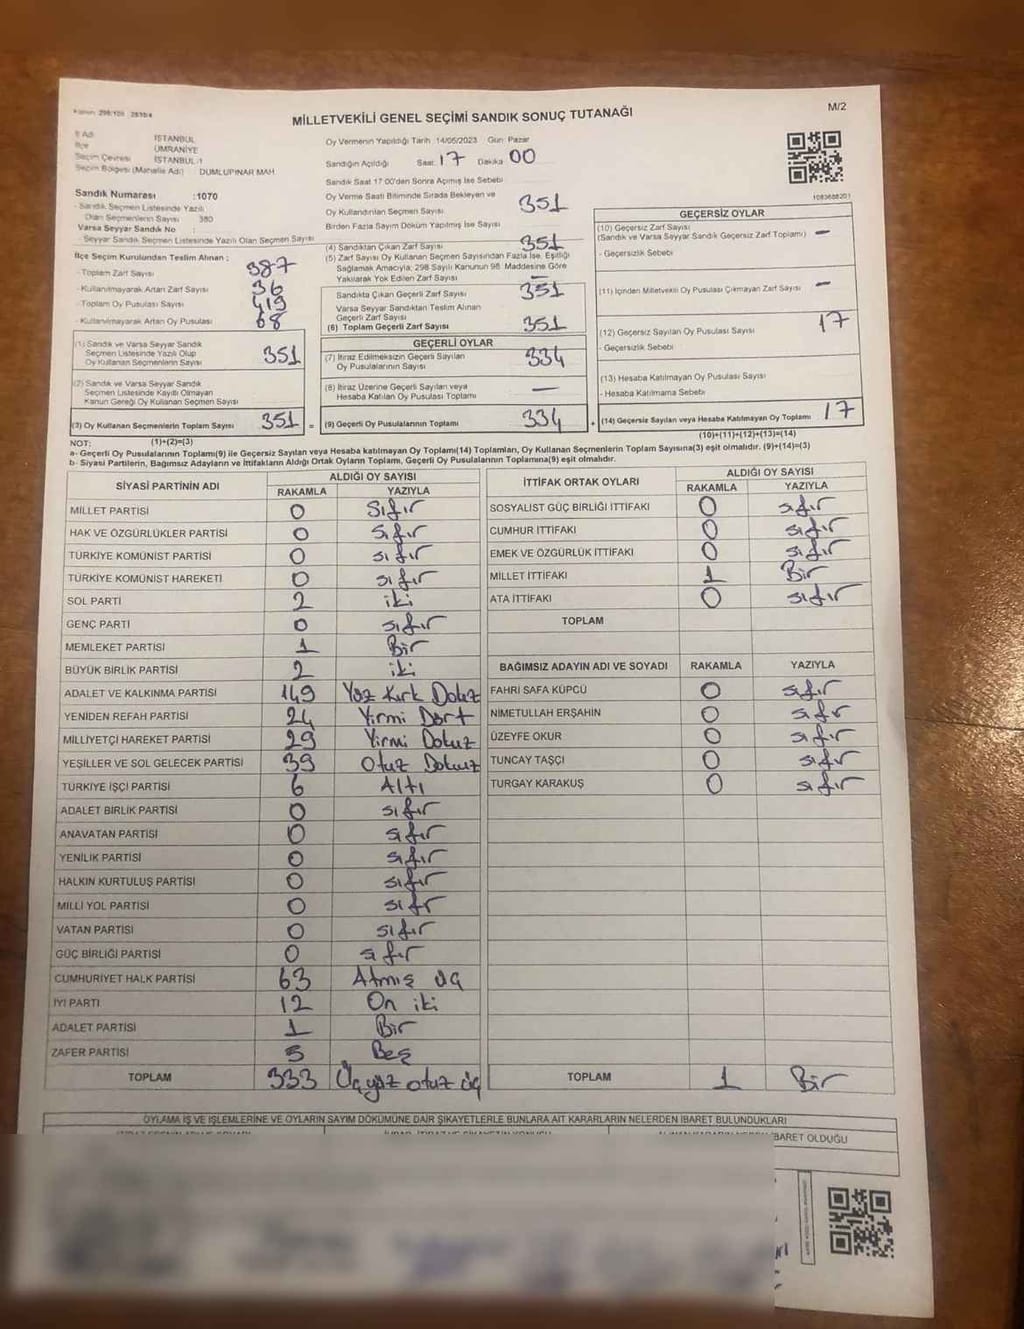 Kanun 298/105 2839/4
MİLLETVEKİLİ GENEL SEÇİMİ SANDIK SONUÇ TUTANAĞI
M/2
İl Adı İSTANBUL
İlçe ÜMRANİYE
Seçim Çevresi İSTANBUL-1
Seçim Bölgesi (Mahalle Adı) DUMLUPINAR MAH.
Sandık Numarası :1070
- Sandık Seçmen Listesinde Yazılı
Olan Seçmenlerin Sayısı 380
Varsa Seyyar Sandık No :
- Seyyar Sandık Seçmen Listesinde Yazılı Olan Seçmen Sayısı
İlçe Seçim Kurulundan Teslim Alınan ;
- Toplam Zarf Sayısı 387
- Kullanılmayarak Artan Zarf Sayısı 36
- Toplam Oy Pusulası Sayısı 419
- Kullanılmayarak Artan Oy Pusulası 68
(1) Sandık ve Varsa Seyyar Sandık
Seçmen Listesinde Yazılı Olup
Oy Kullanan Seçmenlerin Sayısı 351
(2) Sandık ve Varsa Seyyar Sandık
Seçmen Listesinde Kayıtlı Olmayan
Kanun Gereği Oy Kullanan Seçmen Sayısı
(3) Oy Kullanan Seçmenlerin Toplam Sayısı 351 =
Oy Vermenin Yapıldığı Tarih 14/05/2023 Gün Pazar
Sandığın Açıldığı Saat 17 Dakika 00
Sandık Saat 17.00'den Sonra Açılmış İse Sebebi
Oy Verme Saati Bitiminde Sırada Bekleyen ve
Oy Kullandırılan Seçmen Sayısı 351
Birden Fazla Sayım Döküm Yapılmış İse Sayısı
(4) Sandıktan Çıkan Zarf Sayısı 351
(5) Zarf Sayısı Oy Kullanan Seçmen Sayısından Fazla İse, Eşitliği
Sağlamak Amacıyla; 298 Sayılı Kanunun 98. Maddesine Göre
Yakılarak Yok Edilen Zarf Sayısı —
Sandıkta Çıkan Geçerli Zarf Sayısı 351
Varsa Seyyar Sandıktan Teslim Alınan
Geçerli Zarf Sayısı
(6) Toplam Geçerli Zarf Sayısı 351
GEÇERLİ OYLAR
(7) İtiraz Edilmeksizin Geçerli Sayılan
Oy Pusulalarının Sayısı 334
(8) İtiraz Üzerine Geçerli Sayılan veya
Hesaba Katılan Oy Pusulası Toplamı —
(9) Geçerli Oy Pusulalarının Toplamı 334 +
1083688201
GEÇERSİZ OYLAR
(10) Geçersiz Zarf Sayısı
(Sandık ve Varsa Seyyar Sandık Geçersiz Zarf Toplamı) —
- Geçersizlik Sebebi
(11) İçinden Milletvekili Oy Pusulası Çıkmayan Zarf Sayısı —
(12) Geçersiz Sayılan Oy Pusulası Sayısı 17
- Geçersizlik Sebebi
(13) Hesaba Katılmayan Oy Pusulası Sayısı
- Hesaba Katılmama Sebebi
(14) Geçersiz Sayılan veya Hesaba Katılmayan Oy Toplamı 17
NOT: (1)+(2)=(3) (10)+(11)+(12)+(13)=(14)
a- Geçerli Oy Pusulalarının Toplamı(9) ile Geçersiz Sayılan veya Hesaba katılmayan Oy Toplamı(14) Toplamları, Oy Kullanan Seçmenlerin Toplam Sayısına(3) eşit olmalıdır. (9)+(14)=(3)
b- Siyasi Partilerin, Bağımsız Adayların ve İttifakların Aldığı Ortak Oyların Toplamı, Geçerli Oy Pusulalarının Toplamına(9) eşit olmalıdır.
SİYASİ PARTİNİN ADI ALDIĞI OY SAYISI
RAKAMLA YAZIYLA
MİLLET PARTİSİ 0 Sıfır
HAK VE ÖZGÜRLÜKLER PARTİSİ 0 Sıfır
TÜRKİYE KOMÜNİST PARTİSİ 0 sıfır
TÜRKİYE KOMÜNİST HAREKETİ 0 sıfır
SOL PARTİ 2 iki
GENÇ PARTİ 0 sıfır
MEMLEKET PARTİSİ 1 Bir
BÜYÜK BİRLİK PARTİSİ 2 iki
ADALET VE KALKINMA PARTİSİ 149 Yüz Kırk Dokuz
YENİDEN REFAH PARTİSİ 24 Yirmi Dört
MİLLİYETÇİ HAREKET PARTİSİ 29 Yirmi Dokuz
YEŞİLLER VE SOL GELECEK PARTİSİ 39 Otuz Dokuz
TÜRKİYE İŞÇİ PARTİSİ 6 Altı
ADALET BİRLİK PARTİSİ 0 sıfır
ANAVATAN PARTİSİ 0 sıfır
YENİLİK PARTİSİ 0 sıfır
HALKIN KURTULUŞ PARTİSİ 0 sıfır
MİLLİ YOL PARTİSİ 0 sıfır
VATAN PARTİSİ 0 sıfır
GÜÇ BİRLİĞİ PARTİSİ 0 sıfır
CUMHURİYET HALK PARTİSİ 63 Atmış üç
İYİ PARTİ 12 On iki
ADALET PARTİSİ 1 Bir
ZAFER PARTİSİ 5 Beş
TOPLAM 333 Üçyüz otuz üç
İTTİFAK ORTAK OYLARI ALDIĞI OY SAYISI
RAKAMLA YAZIYLA
SOSYALİST GÜÇ BİRLİĞİ İTTİFAKI 0 sıfır
CUMHUR İTTİFAKI 0 sıfır
EMEK VE ÖZGÜRLÜK İTTİFAKI 0 sıfır
MİLLET İTTİFAKI 1 Bir
ATA İTTİFAKI 0 sıfır
TOPLAM
BAĞIMSIZ ADAYIN ADI VE SOYADI RAKAMLA YAZIYLA
FAHRİ SAFA KÜPCÜ 0 sıfır
NİMETULLAH ERŞAHİN 0 sıfır
ÜZEYFE OKUR 0 sıfır
TUNCAY TAŞÇI 0 sıfır
TURGAY KARAKUŞ 0 sıfır
TOPLAM 1 Bir
OYLAMA İŞ VE İŞLEMLERİNE VE OYLARIN SAYIM DÖKÜMÜNE DAİR ŞİKAYETLERLE BUNLARA AİT KARARLARIN NELERDEN İBARET BULUNDUKLARI
BARET OLDUĞU